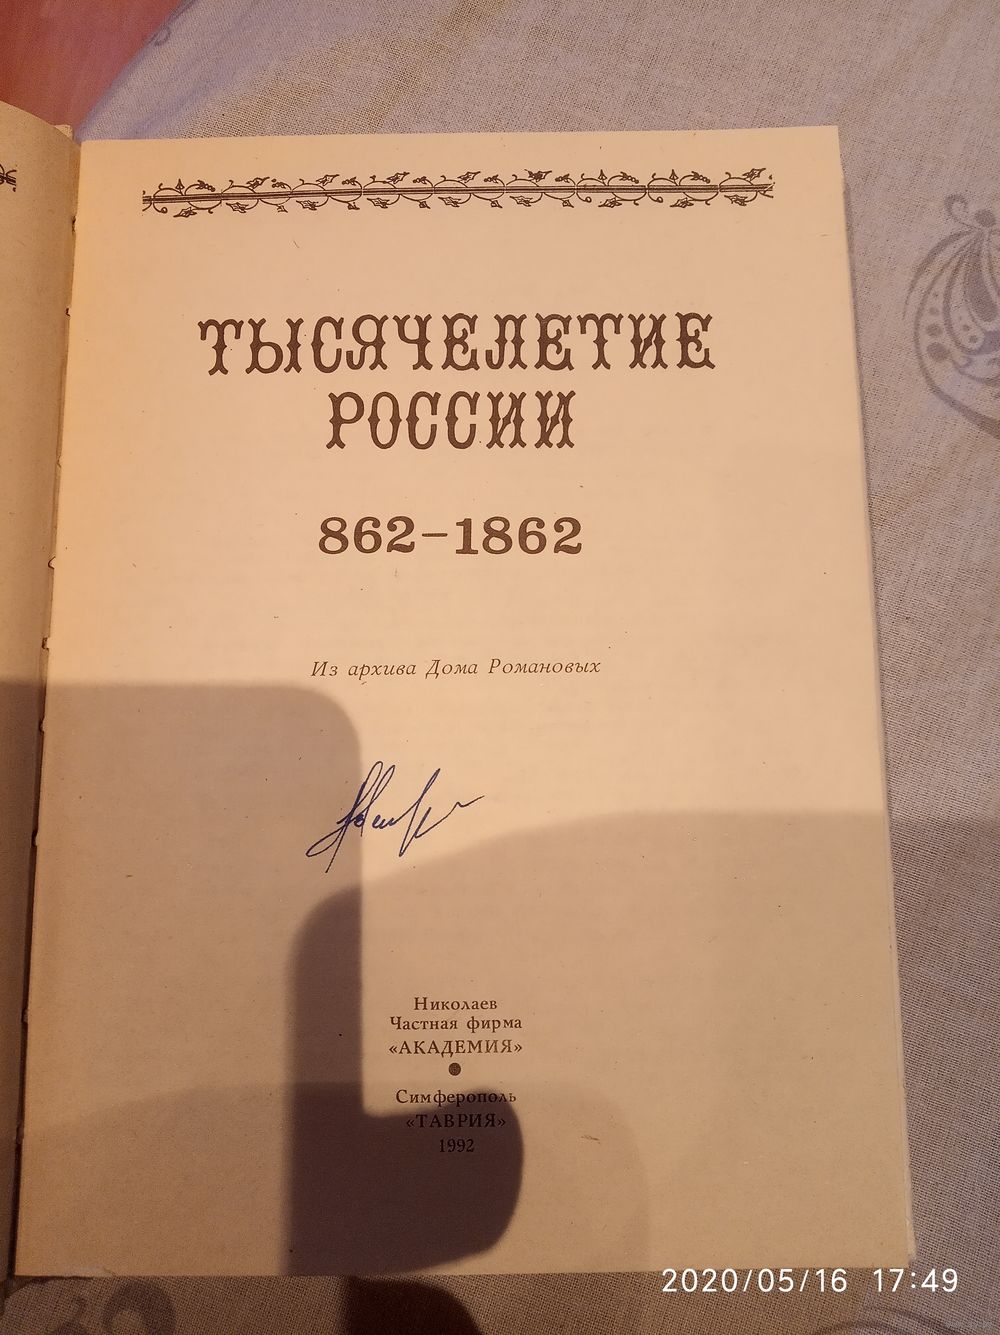 ТЫСЯЧЕЛЕТИЕ
РОССИИ
862-1862
Из архива Дома Романовых
Николаев
Частная фирма
«АКАДЕМИЯ»
Симферополь
«ТАВРИЯ»
1992
2020/05/16 17:49